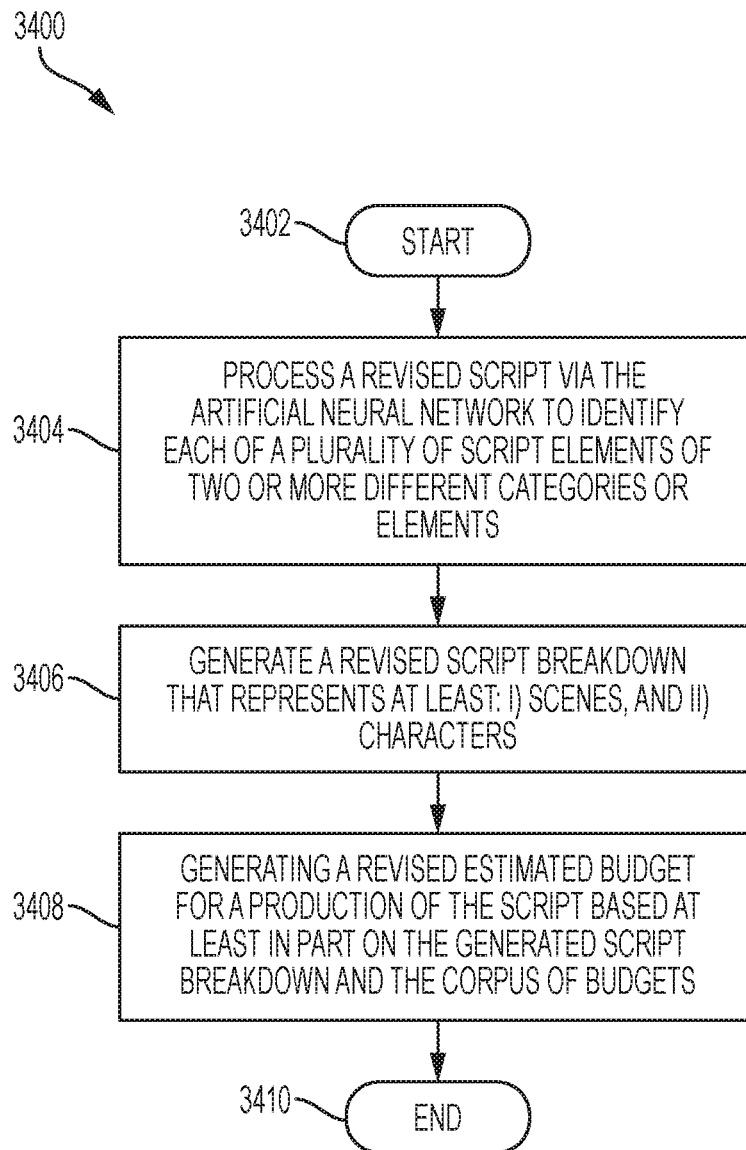 3400
3402
START
3404
PROCESS A REVISED SCRIPT VIA THE
ARTIFICIAL NEURAL NETWORK TO IDENTIFY
EACH OF A PLURALITY OF SCRIPT ELEMENTS OF
TWO OR MORE DIFFERENT CATEGORIES OR
ELEMENTS
3406
GENERATE A REVISED SCRIPT BREAKDOWN
THAT REPRESENTS AT LEAST: I) SCENES, AND II)
CHARACTERS
3408
GENERATING A REVISED ESTIMATED BUDGET
FOR A PRODUCTION OF THE SCRIPT BASED AT
LEAST IN PART ON THE GENERATED SCRIPT
BREAKDOWN AND THE CORPUS OF BUDGETS
3410
END